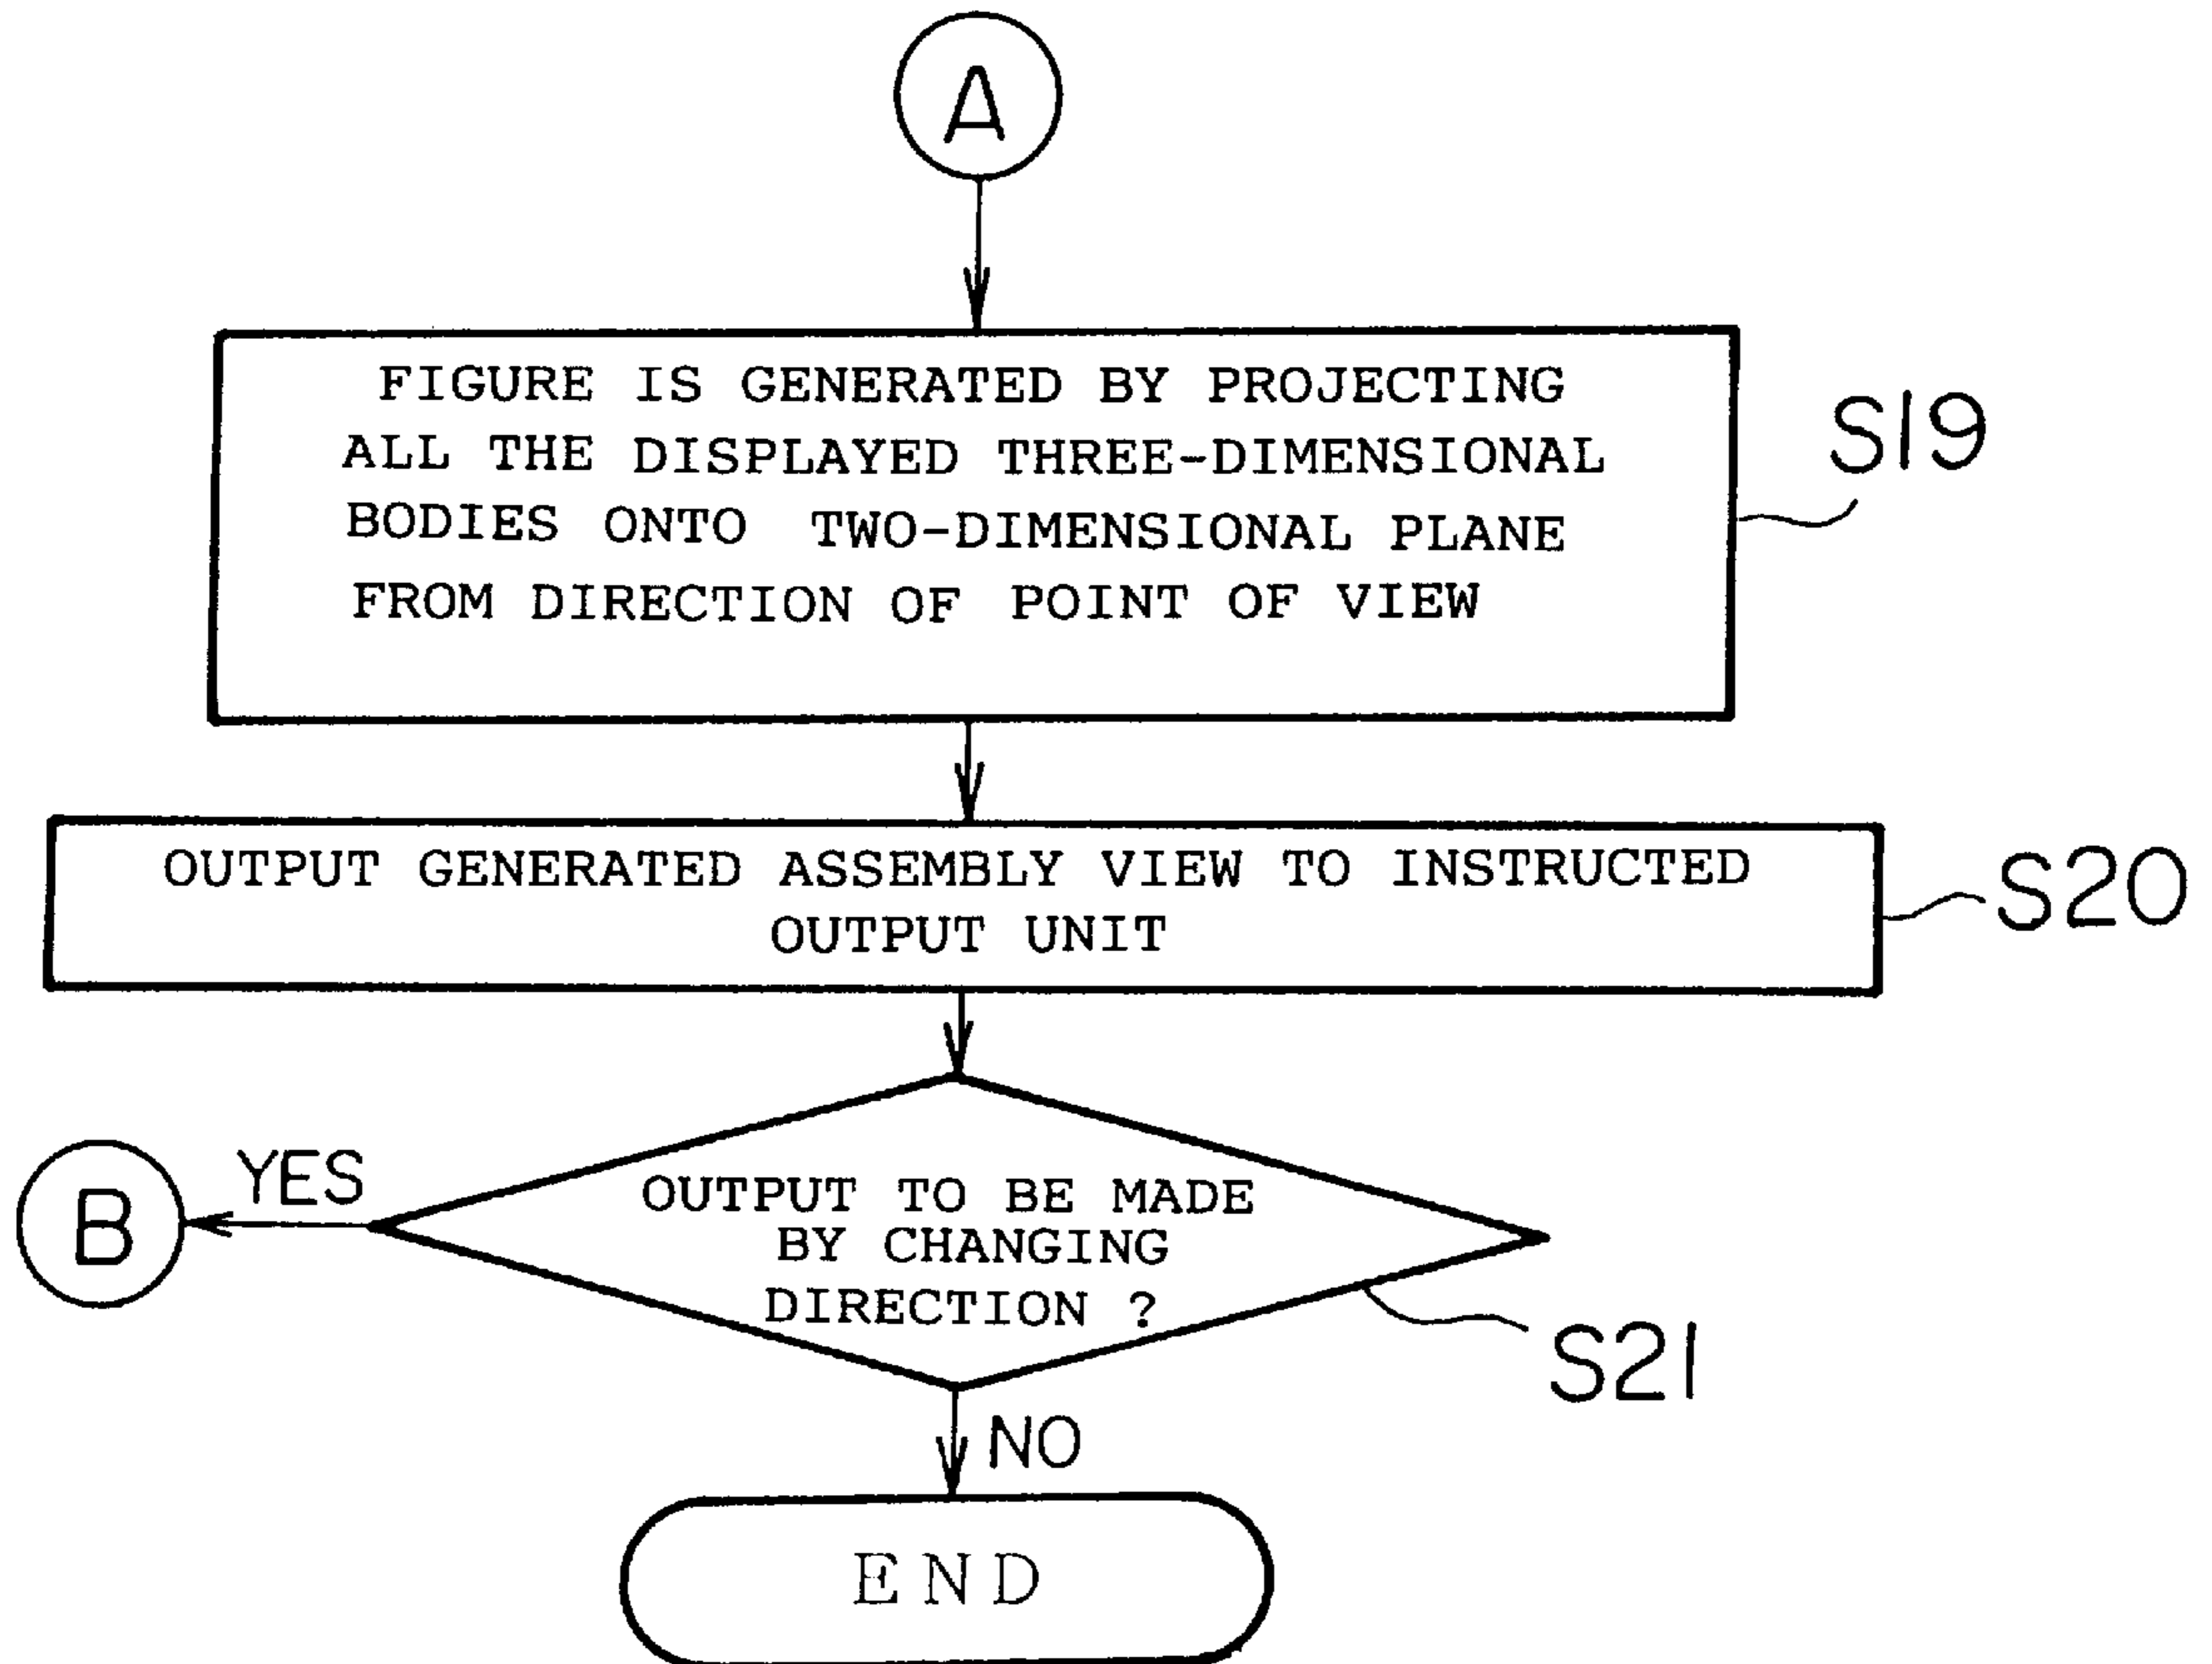 A
FIGURE IS GENERATED BY PROJECTING
ALL THE DISPLAYED THREE-DIMENSIONAL
BODIES ONTO TWO-DIMENSIONAL PLANE
FROM DIRECTION OF POINT OF VIEW
S19
OUTPUT GENERATED ASSEMBLY VIEW TO INSTRUCTED
OUTPUT UNIT
S20
B
YES
OUTPUT TO BE MADE
BY CHANGING
DIRECTION ?
S21
NO
END